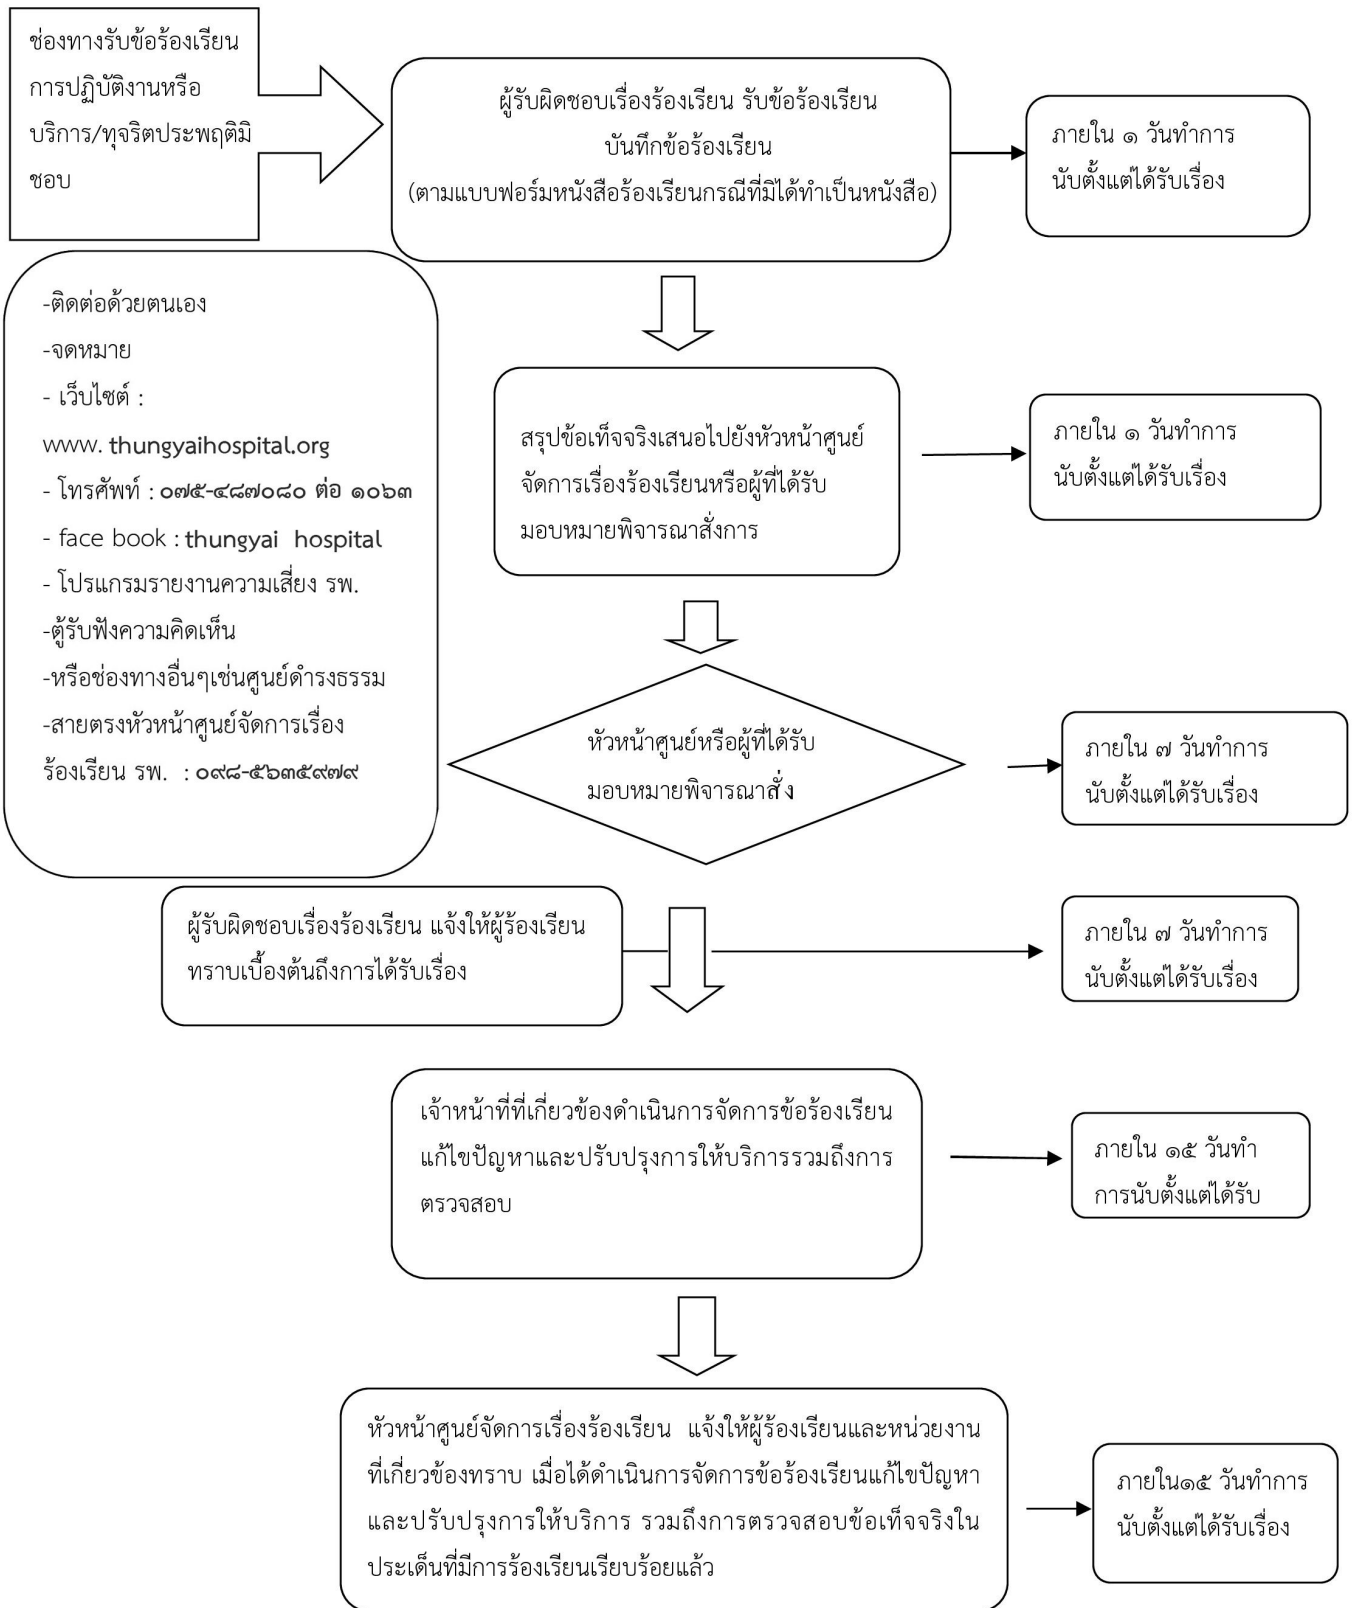 ช่องทางรับข้อร้องเรียน
การปฏิบัติงานหรือ
บริการ/ทุจริตประพฤติมิ
ชอบ
ผู้รับผิดชอบเรื่องร้องเรียน รับข้อร้องเรียน
บันทึกข้อร้องเรียน
(ตามแบบฟอร์มหนังสือร้องเรียนกรณีที่มิได้ทำเป็นหนังสือ)
ภายใน ๑ วันทำการ
นับตั้งแต่ได้รับเรื่อง
-ติดต่อด้วยตนเอง
-จดหมาย
- เว็บไซต์ :
www. thungyaihospital.org
- โทรศัพท์ : ๐๗๕-๔๘๗๐๘๐ ต่อ ๑๐๖๓
- face book : thungyai hospital
- โปรแกรมรายงานความเสี่ยง รพ.
-ตู้รับฟังความคิดเห็น
-หรือช่องทางอื่นๆเช่นศูนย์ดำรงธรรม
-สายตรงหัวหน้าศูนย์จัดการเรื่อง
ร้องเรียน รพ. : ๐๙๘-๕๖๓๕๙๗๙
สรุปข้อเท็จจริงเสนอไปยังหัวหน้าศูนย์
จัดการเรื่องร้องเรียนหรือผู้ที่ได้รับ
มอบหมายพิจารณาสั่งการ
ภายใน ๑ วันทำการ
นับตั้งแต่ได้รับเรื่อง
หัวหน้าศูนย์หรือผู้ที่ได้รับ
มอบหมายพิจารณาสั่ง
ภายใน ๗ วันทำการ
นับตั้งแต่ได้รับเรื่อง
ผู้รับผิดชอบเรื่องร้องเรียน แจ้งให้ผู้ร้องเรียน
ทราบเบื้องต้นถึงการได้รับเรื่อง
ภายใน ๗ วันทำการ
นับตั้งแต่ได้รับเรื่อง
เจ้าหน้าที่ที่เกี่ยวข้องดำเนินการจัดการข้อร้องเรียน
แก้ไขปัญหาและปรับปรุงการให้บริการรวมถึงการ
ตรวจสอบ
ภายใน ๑๕ วันทำ
การนับตั้งแต่ได้รับ
หัวหน้าศูนย์จัดการเรื่องร้องเรียน แจ้งให้ผู้ร้องเรียนและหน่วยงาน
ที่เกี่ยวข้องทราบ เมื่อได้ดำเนินการจัดการข้อร้องเรียนแก้ไขปัญหา
และปรับปรุงการให้บริการ รวมถึงการตรวจสอบข้อเท็จจริงใน
ประเด็นที่มีการร้องเรียนเรียบร้อยแล้ว
ภายใน๑๕ วันทำการ
นับตั้งแต่ได้รับเรื่อง